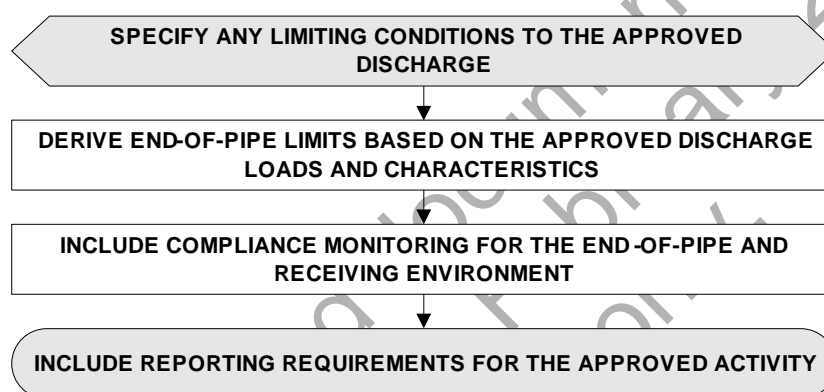 SPECIFY ANY LIMITING CONDITIONS TO THE APPROVED
DISCHARGE
DERIVE END-OF-PIPE LIMITS BASED ON THE APPROVED DISCHARGE
LOADS AND CHARACTERISTICS
INCLUDE COMPLIANCE MONITORING FOR THE END-OF-PIPE AND
RECEIVING ENVIRONMENT
INCLUDE REPORTING REQUIREMENTS FOR THE APPROVED ACTIVITY